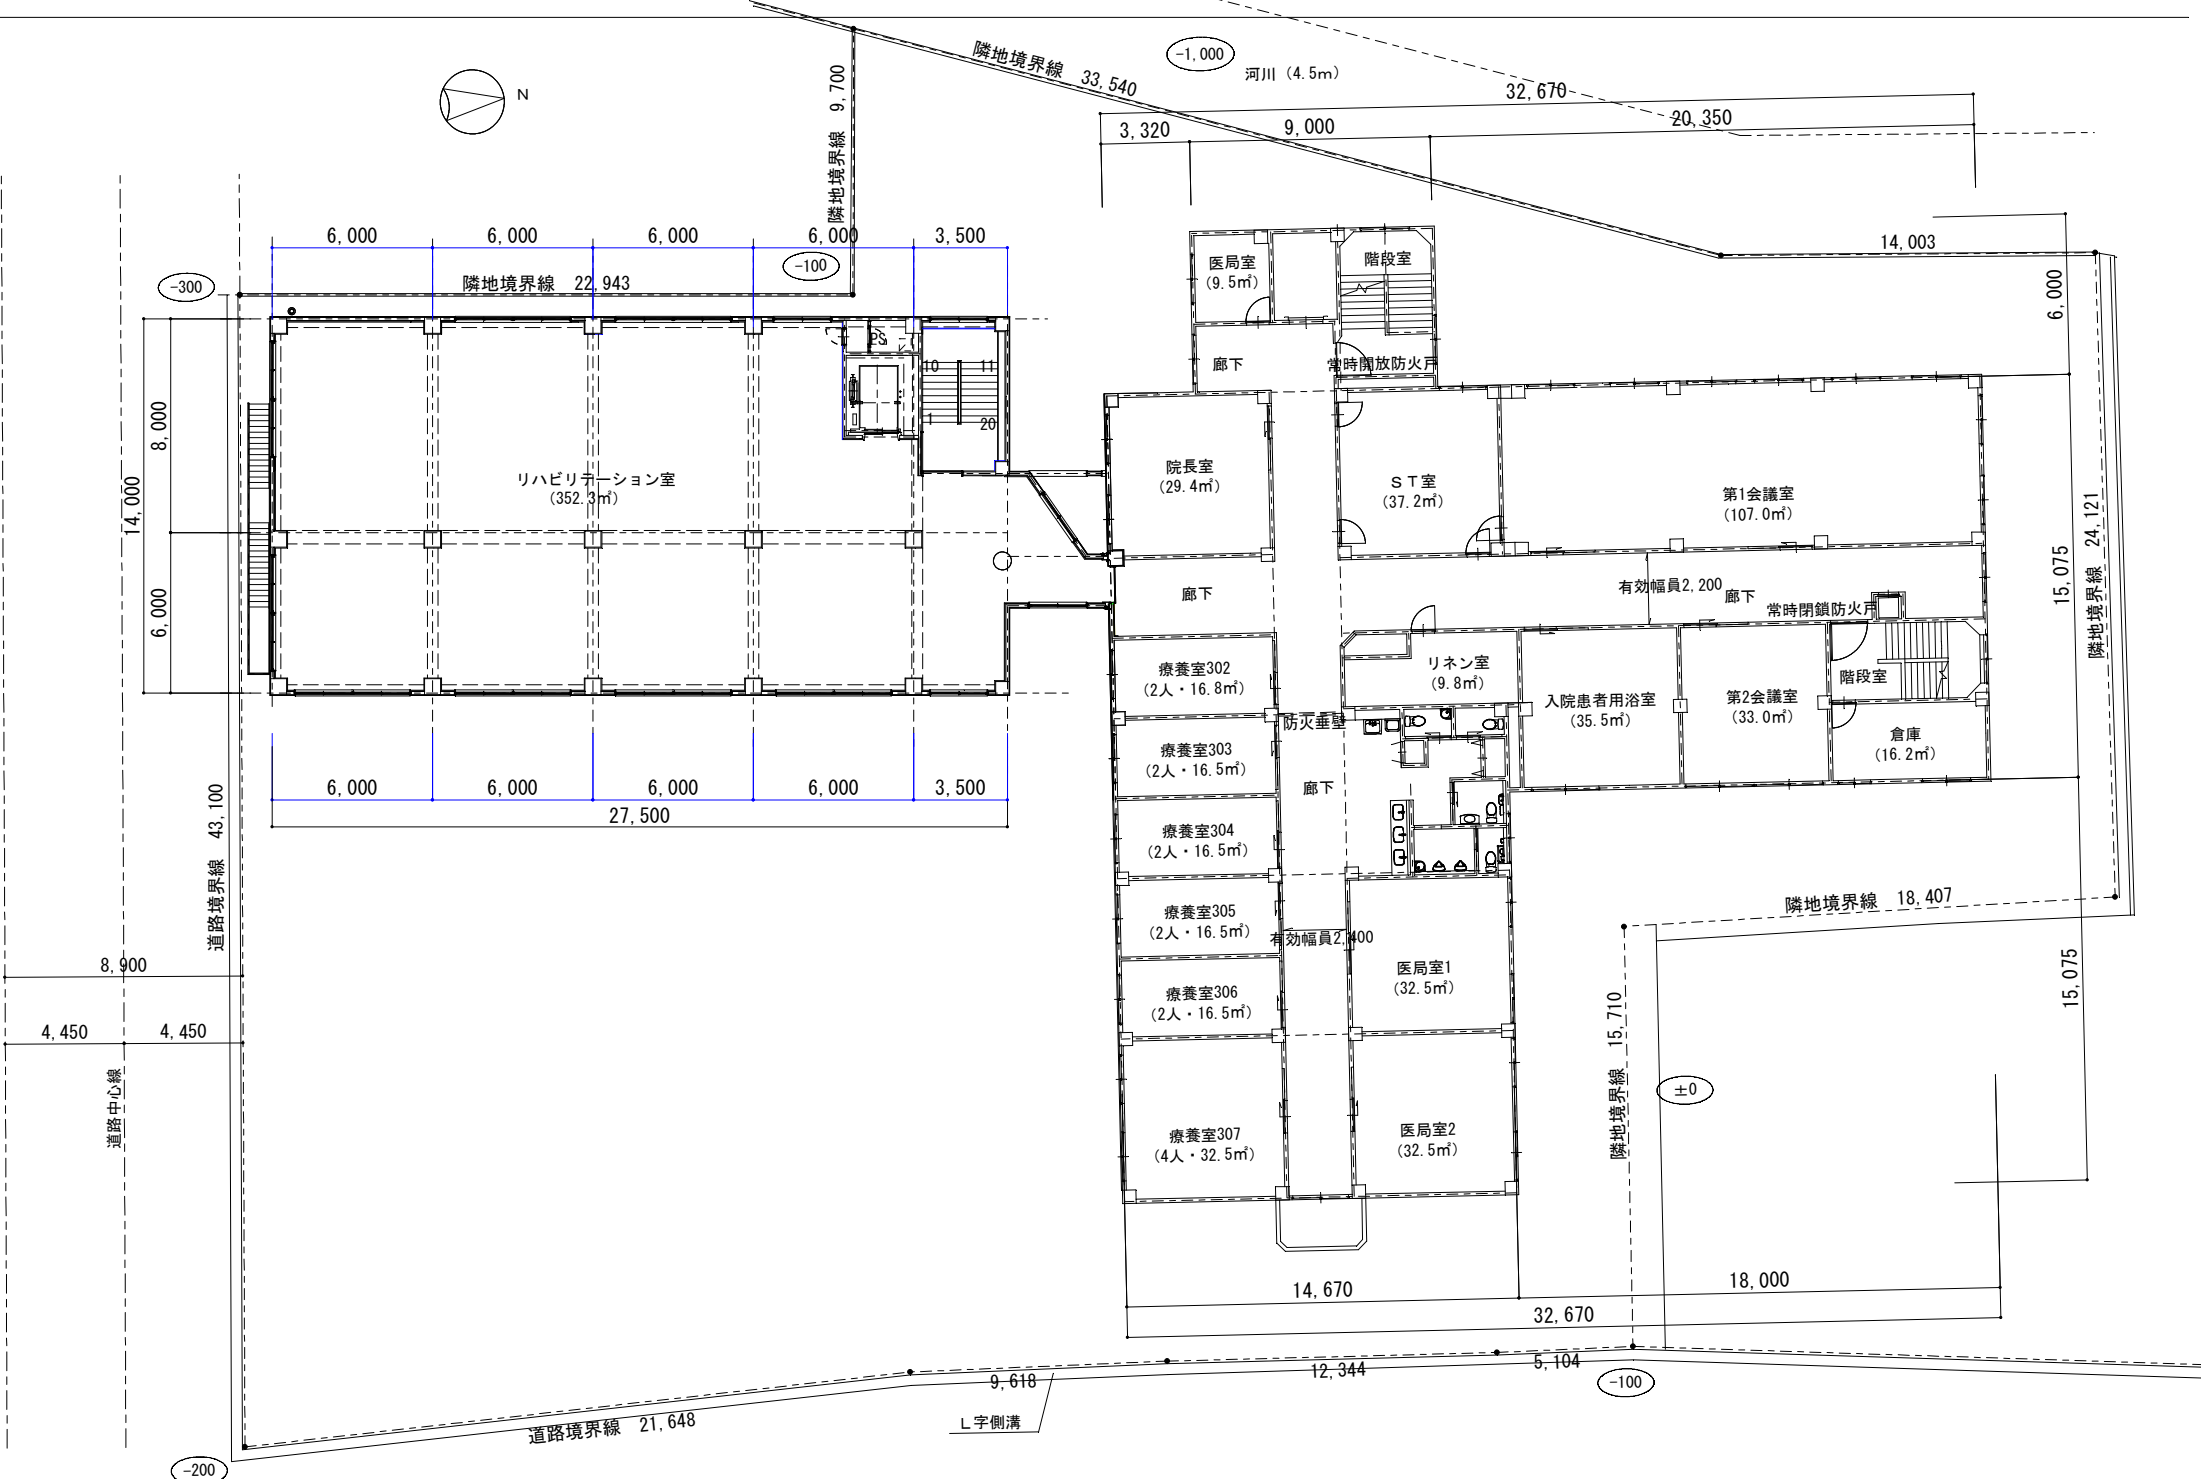 隣地境界線 33,540
-1,000
河川（4.5m）
N
隣地境界線 9,700
32,670
3,320
9,000
20,350
14,003
6,000
6,000
6,000
6,000
6,000
3,500
-100
-300
隣地境界線 22,943
医局室
(9.5㎡)
階段室
廊下
常時開放防火戸
PS
10
11
1
20
8,000
14,000
6,000
リハビリテーション室
(352.3㎡)
院長室
(29.4㎡)
ＳＴ室
(37.2㎡)
第1会議室
(107.0㎡)
隣地境界線 24,121
15,075
廊下
有効幅員2,200
廊下
常時閉鎖防火戸
療養室302
(2人・16.8㎡)
リネン室
(9.8㎡)
入院患者用浴室
(35.5㎡)
第2会議室
(33.0㎡)
階段室
倉庫
(16.2㎡)
防火垂壁
療養室303
(2人・16.5㎡)
廊下
6,000
6,000
6,000
6,000
3,500
27,500
道路境界線 43,100
療養室304
(2人・16.5㎡)
療養室305
(2人・16.5㎡)
有効幅員2,400
医局室1
(32.5㎡)
隣地境界線 18,407
8,900
4,450
4,450
道路中心線
療養室306
(2人・16.5㎡)
15,075
隣地境界線 15,710
±0
療養室307
(4人・32.5㎡)
医局室2
(32.5㎡)
14,670
18,000
32,670
9,618
12,344
5,104
-100
道路境界線 21,648
Ｌ字側溝
-200